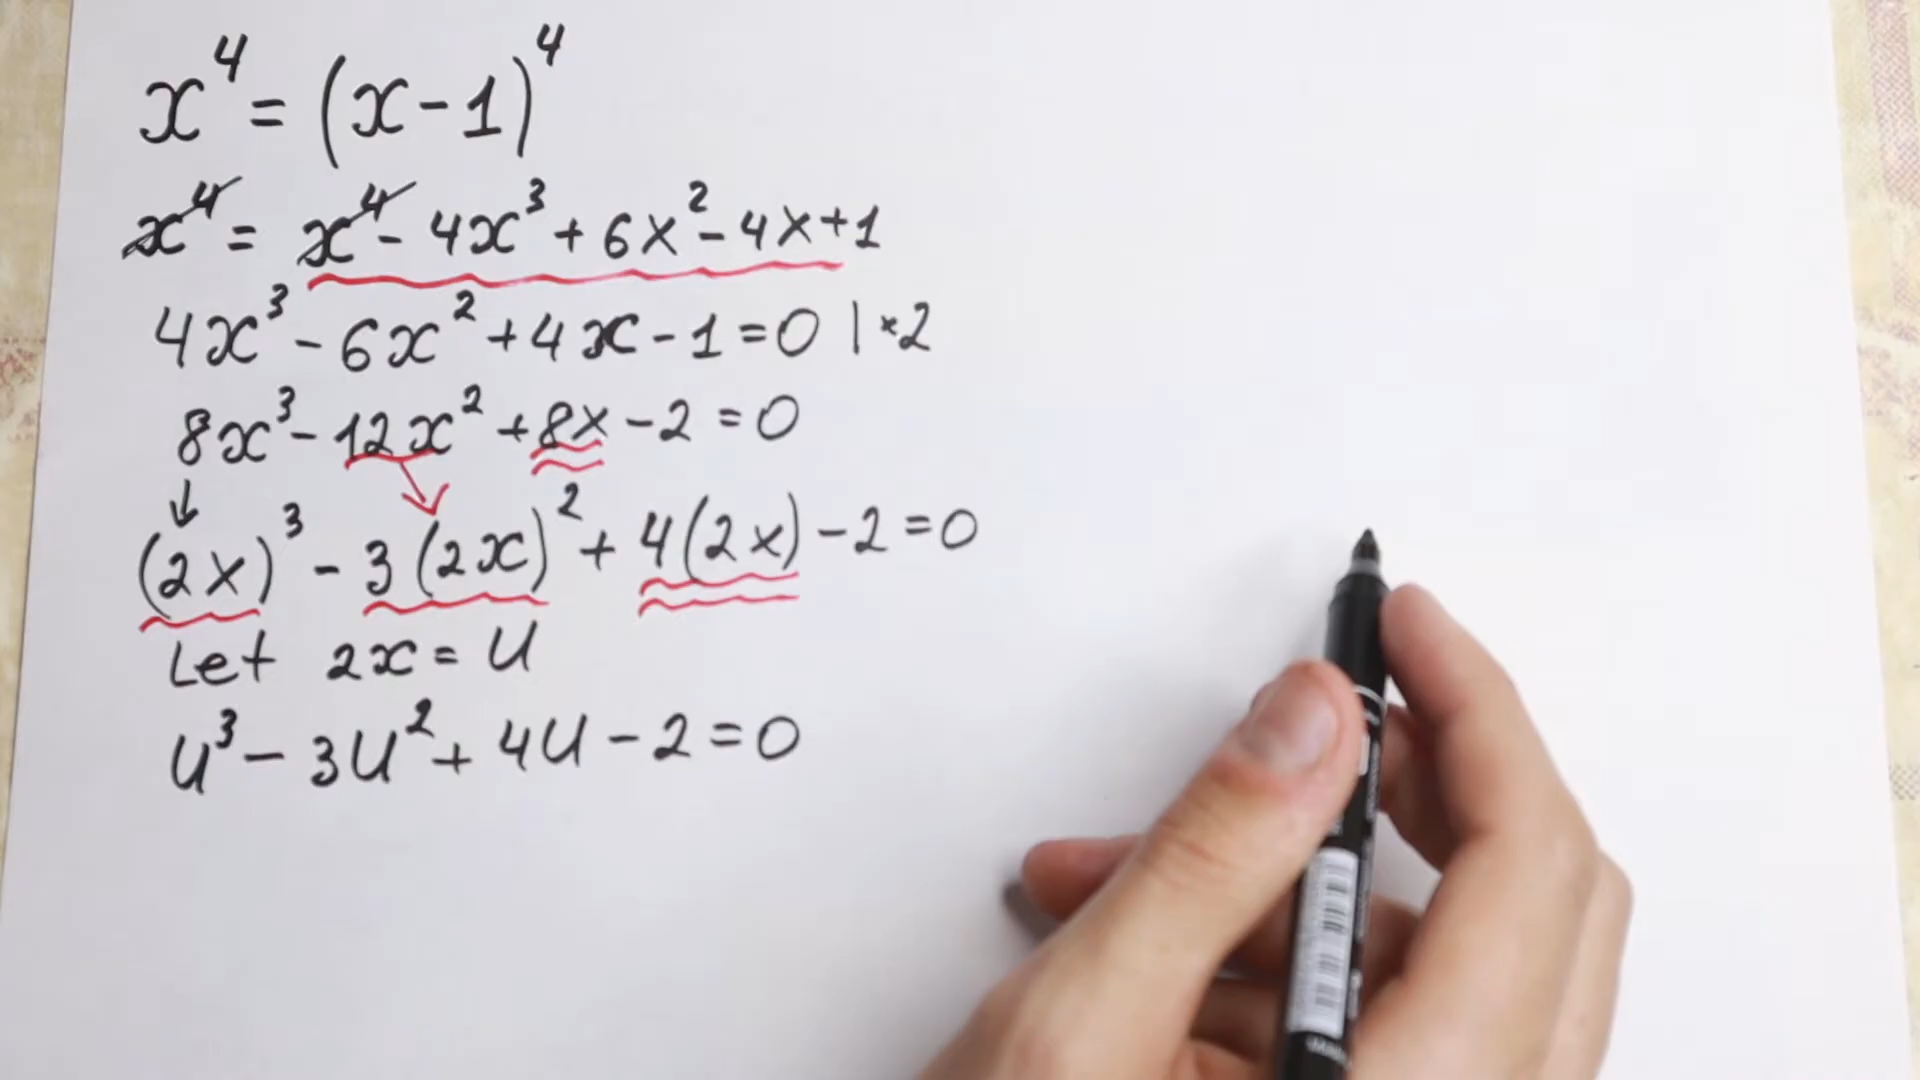 x⁴ = (x-1)⁴
x⁴ = x⁴ - 4x³ + 6x² - 4x + 1
4x³ - 6x² + 4x - 1 = 0 | *2
8x³ - 12x² + 8x - 2 = 0
(2x)³ - 3(2x)² + 4(2x) - 2 = 0
Let 2x = U
U³ - 3U² + 4U - 2 = 0